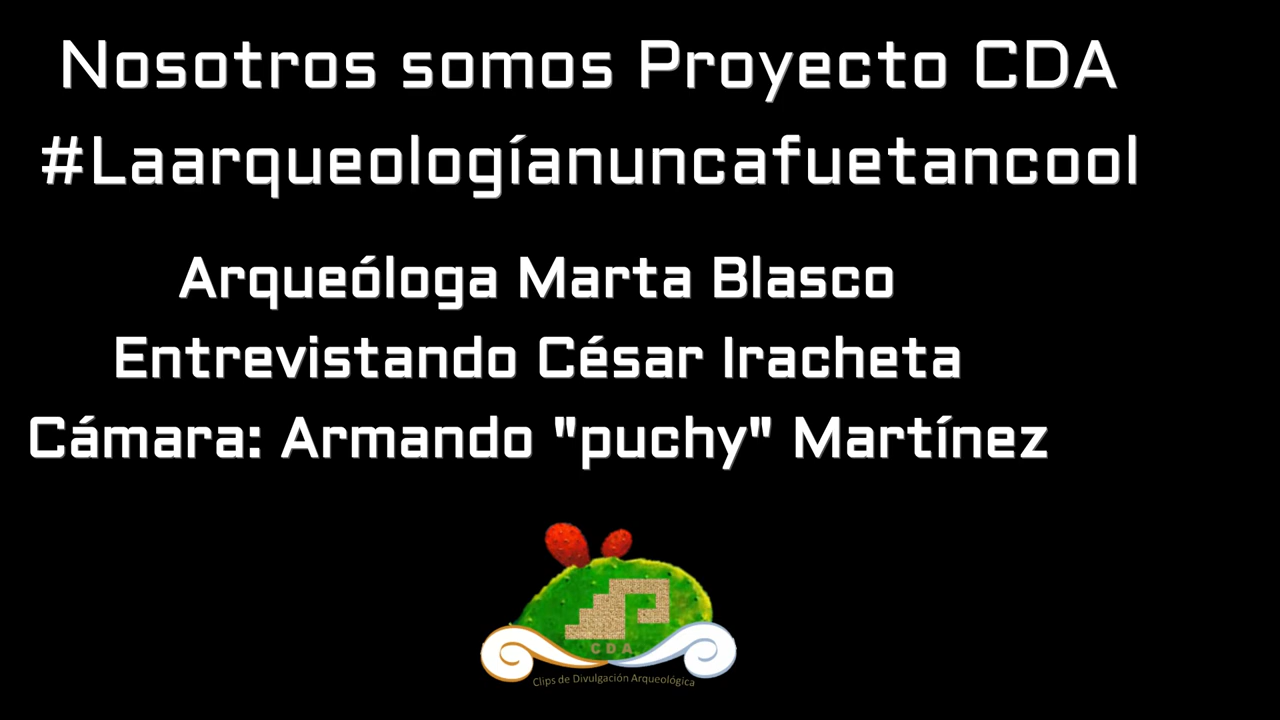 Nosotros somos Proyecto CDA
#Laarqueologíanuncafuetancool
Arqueóloga Marta Blasco
Entrevistando César Iracheta
Cámara: Armando "puchy" Martínez
CDA
Clips de Divulgación Arqueológica